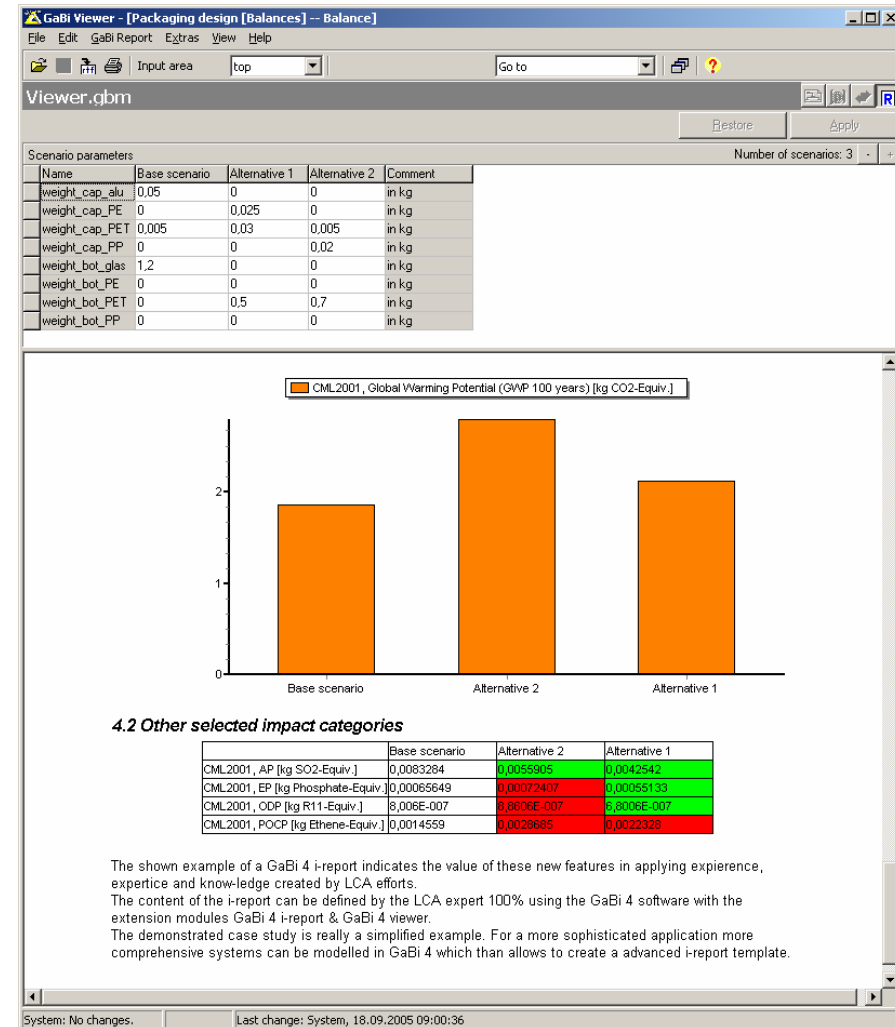 GaBi Viewer - [Packaging design [Balances] -- Balance]
File Edit GaBi Report Extras View Help
Input area top Go to
Viewer.gbm
Restore Apply
Scenario parameters Number of scenarios: 3 - +
Name Base scenario Alternative 1 Alternative 2 Comment
weight_cap_alu 0,05 0 0 in kg
weight_cap_PE 0 0,025 0 in kg
weight_cap_PET 0,005 0,03 0,005 in kg
weight_cap_PP 0 0 0,02 in kg
weight_bot_glas 1,2 0 0 in kg
weight_bot_PE 0 0 0 in kg
weight_bot_PET 0 0,5 0,7 in kg
weight_bot_PP 0 0 0 in kg
CML2001, Global Warming Potential (GWP 100 years) [kg CO2-Equiv.]
2
1
0
Base scenario Alternative 2 Alternative 1
4.2 Other selected impact categories
Base scenario Alternative 2 Alternative 1
CML2001, AP [kg SO2-Equiv.] 0,0083284 0,0055905 0,0042542
CML2001, EP [kg Phosphate-Equiv.] 0,00065649 0,00072407 0,00055133
CML2001, ODP [kg R11-Equiv.] 8,006E-007 8,8606E-007 6,8006E-007
CML2001, POCP [kg Ethene-Equiv.] 0,0014559 0,0028685 0,0022328
The shown example of a GaBi 4 i-report indicates the value of these new features in applying expierence,
expertice and know-ledge created by LCA efforts.
The content of the i-report can be defined by the LCA expert 100% using the GaBi 4 software with the
extension modules GaBi 4 i-report & GaBi 4 viewer.
The demonstrated case study is really a simplified example. For a more sophisticated application more
comprehensive systems can be modelled in GaBi 4 which than allows to create a advanced i-report template.
System: No changes. Last change: System, 18.09.2005 09:00:36